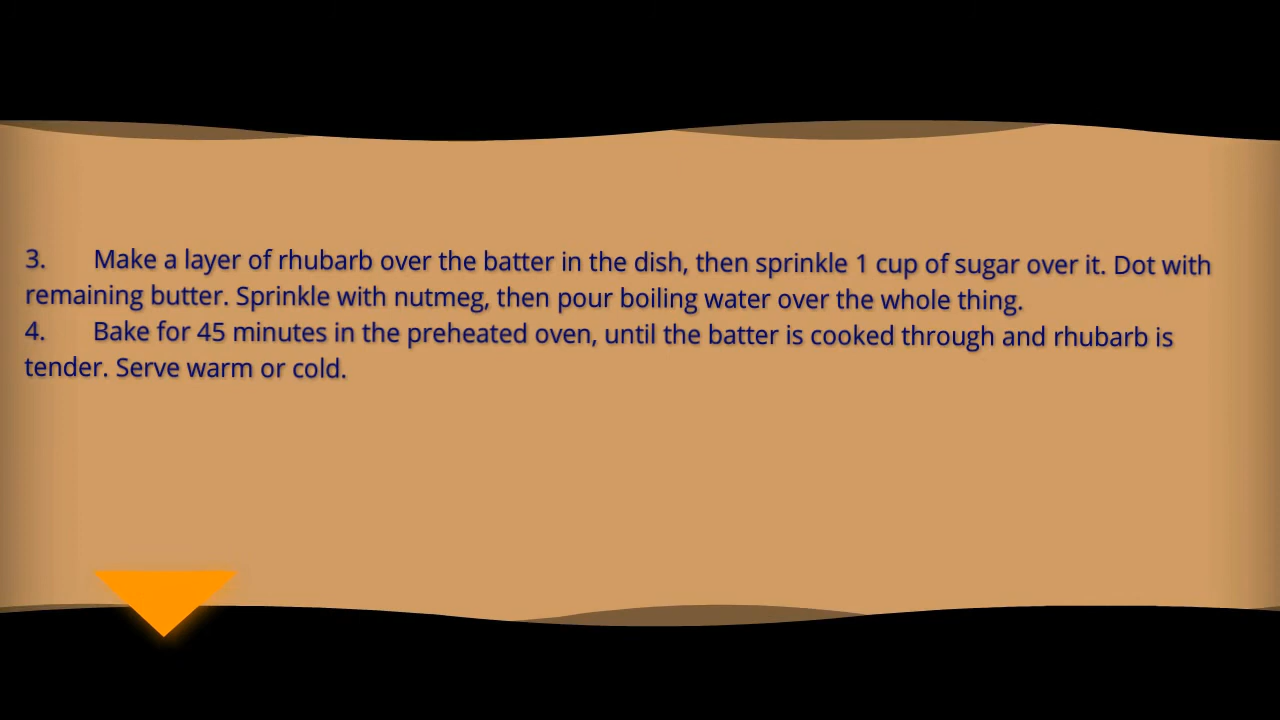 3. Make a layer of rhubarb over the batter in the dish, then sprinkle 1 cup of sugar over it. Dot with
remaining butter. Sprinkle with nutmeg, then pour boiling water over the whole thing.
4. Bake for 45 minutes in the preheated oven, until the batter is cooked through and rhubarb is
tender. Serve warm or cold.